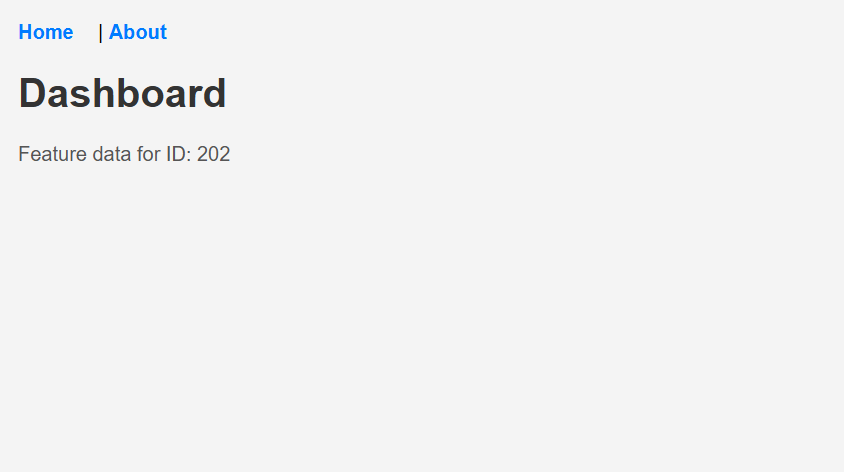 Home | About
Dashboard
Feature data for ID: 202